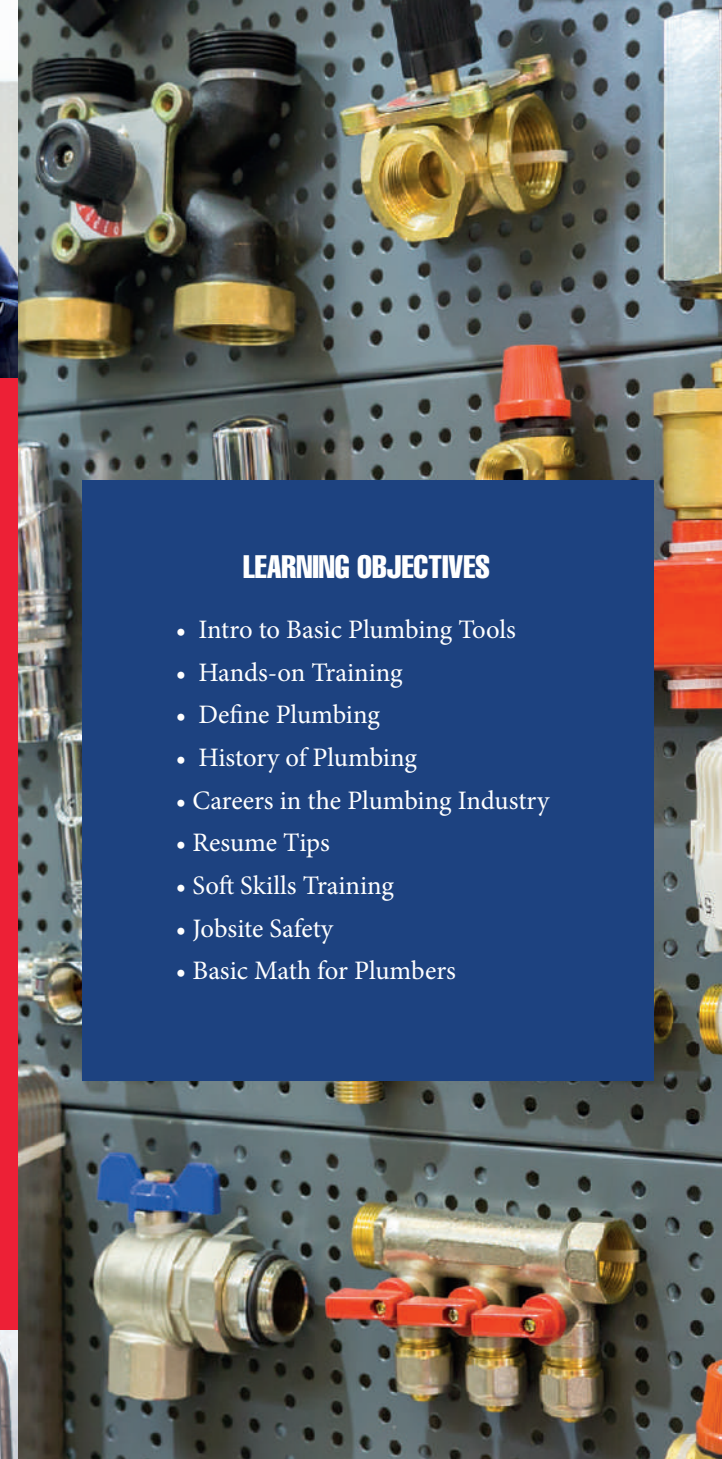 LEARNING OBJECTIVES
• Intro to Basic Plumbing Tools
• Hands-on Training
• Define Plumbing
• History of Plumbing
• Careers in the Plumbing Industry
• Resume Tips
• Soft Skills Training
• Jobsite Safety
• Basic Math for Plumbers